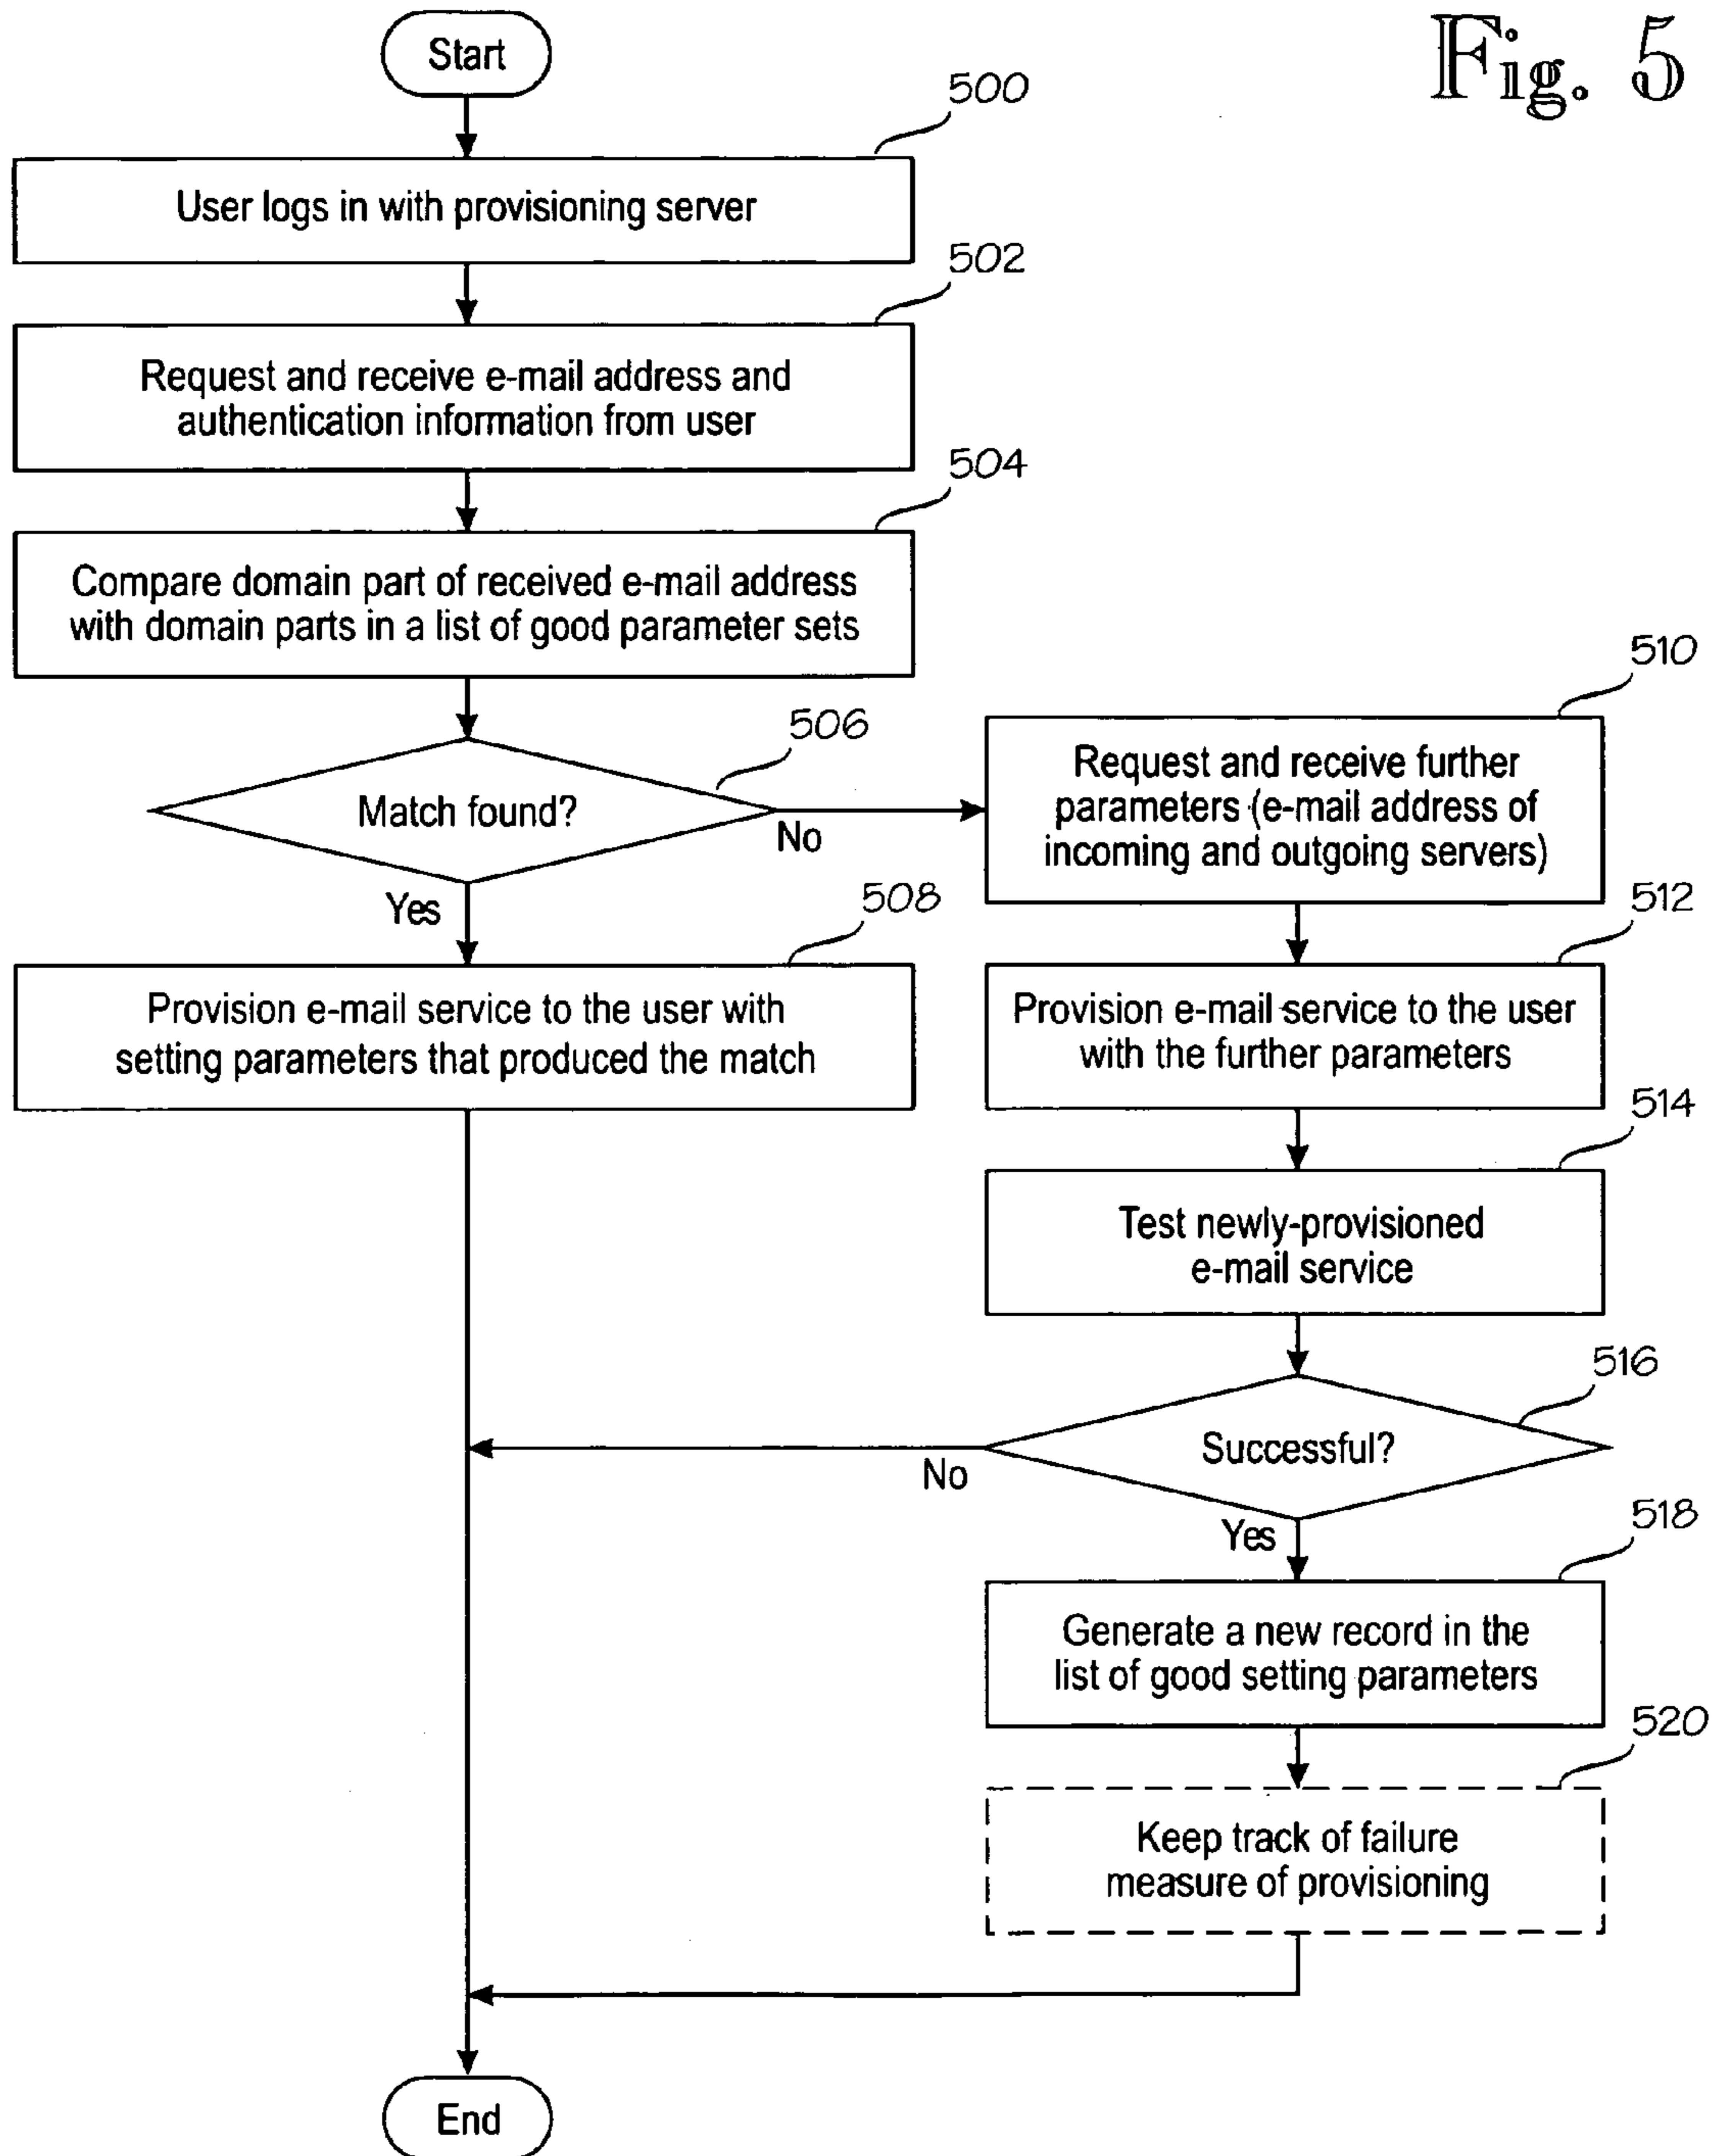 Fig. 5
Start
500
User logs in with provisioning server
502
Request and receive e-mail address and
authentication information from user
504
Compare domain part of received e-mail address
with domain parts in a list of good parameter sets
506
Match found?
No
Yes
508
Provision e-mail service to the user with
setting parameters that produced the match
510
Request and receive further
parameters (e-mail address of
incoming and outgoing servers)
512
Provision e-mail service to the user
with the further parameters
514
Test newly-provisioned
e-mail service
516
Successful?
No
Yes
518
Generate a new record in the
list of good setting parameters
520
Keep track of failure
measure of provisioning
End